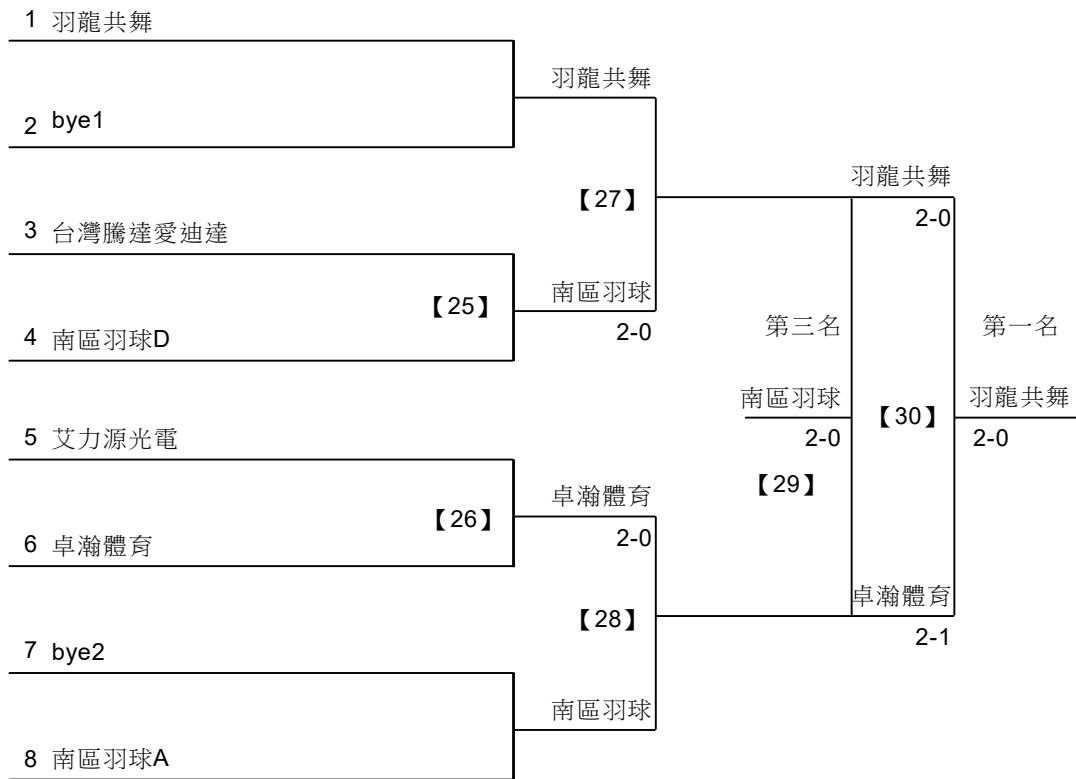 1 羽龍共舞
羽龍共舞
2 bye1
羽龍共舞
【27】
2-0
3 台灣騰達愛迪達
南區羽球
【25】
2-0
第三名
第一名
4 南區羽球D
南區羽球
【30】
羽龍共舞
5 艾力源光電
2-0
2-0
【29】
卓瀚體育
【26】
2-0
6 卓瀚體育
卓瀚體育
【28】
2-1
7 bye2
南區羽球
8 南區羽球A